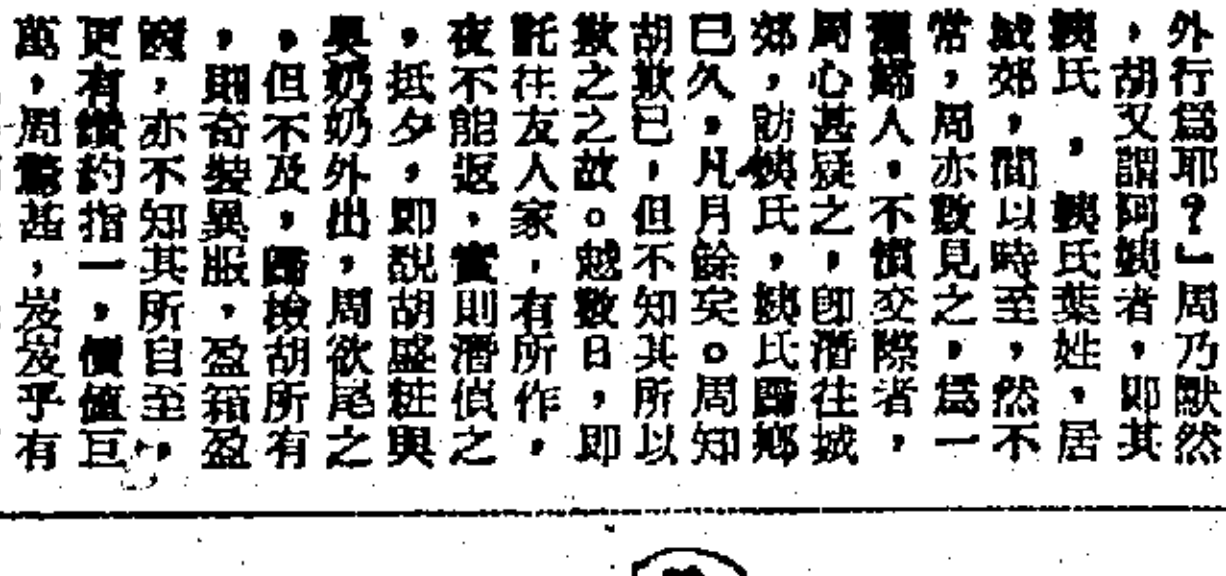 外行爲耶?」周乃默然
,胡又謂阿姨者,即其
姨氏,姨氏葉姓,居
城郊,間以時至,然不
常,周亦數見之,爲一
舊婦人,不慣交際者,
周心甚疑之,即潛往城
郊,訪姨氏,姨氏歸鄉
已久,凡月餘矣。周知
胡欺已,但不知其所以
欺之之故。越數日,即
託往友人家,有所作,
夜不能返,實則潛偵之
,抵夕,即覩胡盛粧與
奶奶外出,周欲尾之
,但不及,歸檢胡所有
,則奇裝異服,盈箱盈
篋,亦不知其所自至,
更有鑽約指一,價值巨
萬,周驚甚,岌岌乎有